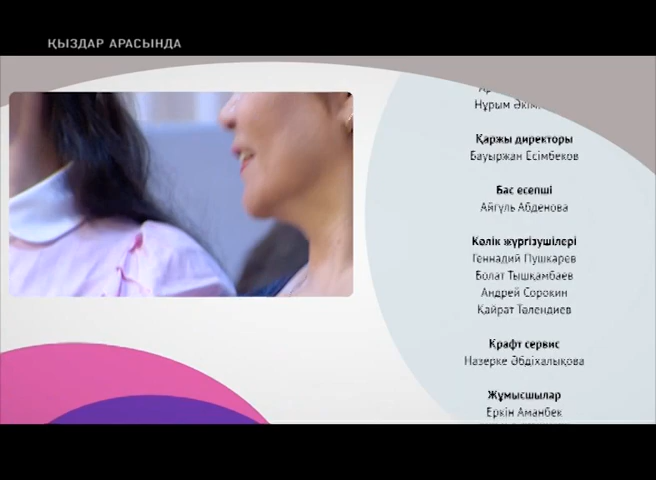 ҚЫЗДАР АРАСЫНДА
Нұрым
Қаржы директоры
Бауыржан Есімбеков
Бас есепші
Айгүль Абденова
Көлік жүргізушілері
Геннадий Пушкарев
Болат Тышқамбаев
Андрей Сорокин
Қайрат Төлендиев
Крафт сервис
Назерке Әбдіхалықова
Жұмысшылар
Еркін Аманбек